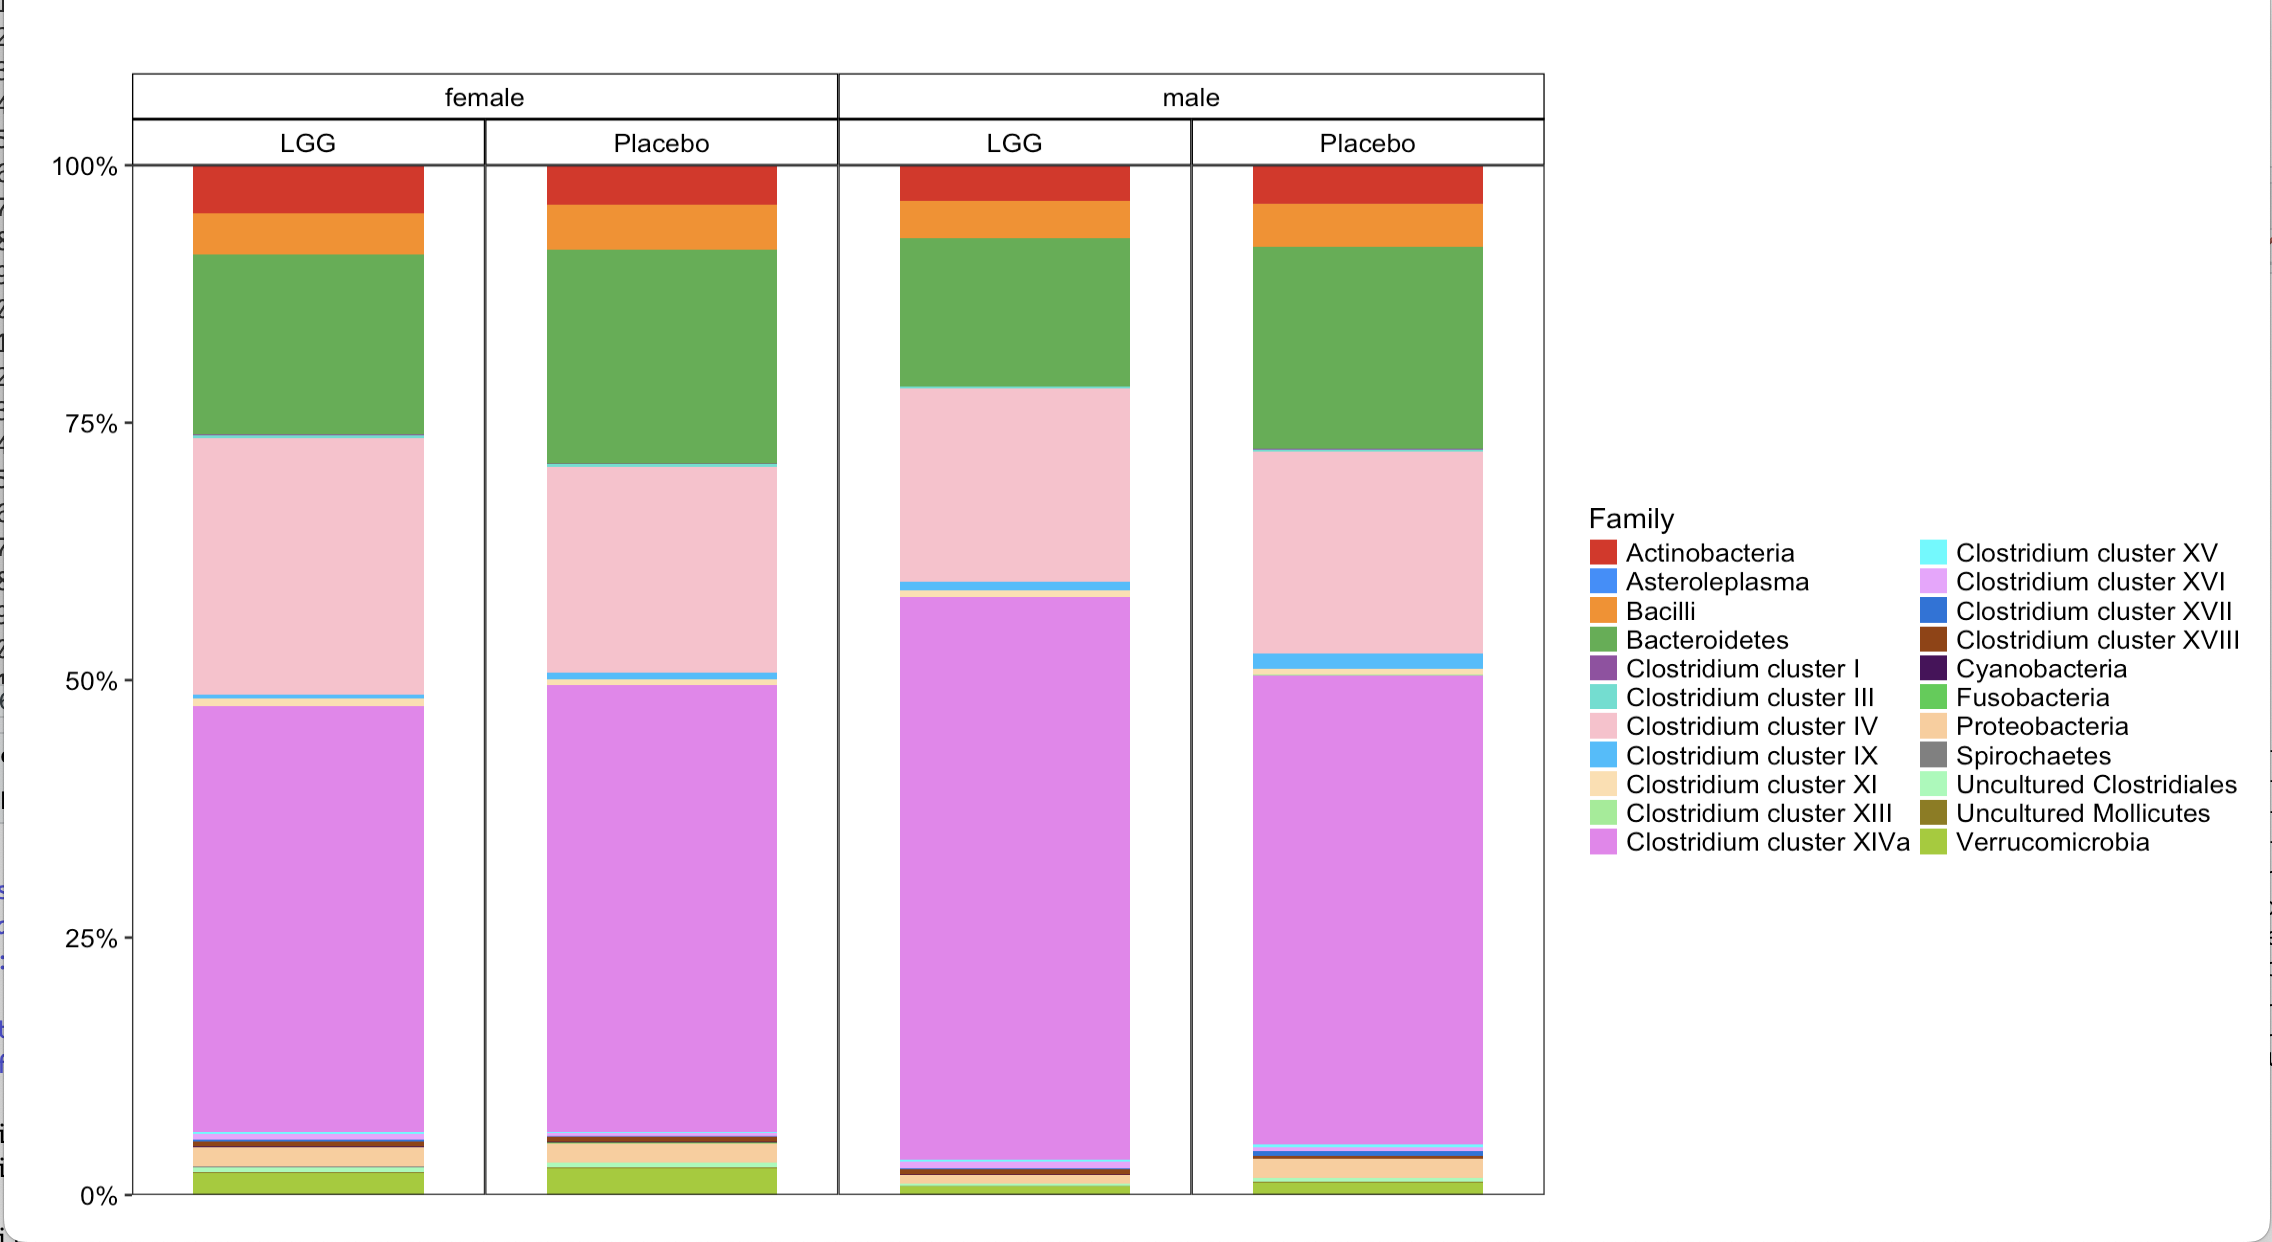 female male
LGG Placebo LGG Placebo
100%
75%
50%
25%
0%
Family
Actinobacteria
Asteroleplasma
Bacilli
Bacteroidetes
Clostridium cluster I
Clostridium cluster III
Clostridium cluster IV
Clostridium cluster IX
Clostridium cluster XI
Clostridium cluster XIII
Clostridium cluster XIVa
Clostridium cluster XV
Clostridium cluster XVI
Clostridium cluster XVII
Clostridium cluster XVIII
Cyanobacteria
Fusobacteria
Proteobacteria
Spirochaetes
Uncultured Clostridiales
Uncultured Mollicutes
Verrucomicrobia